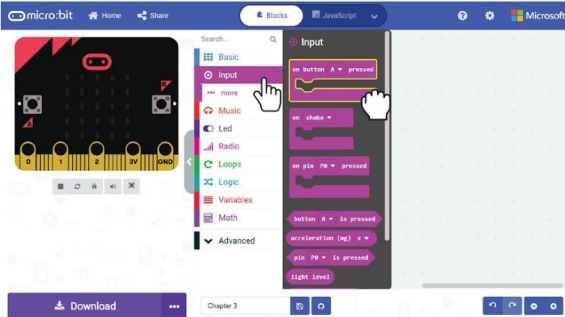 micro:bit
Home
Share
Blocks
JavaScript
Microsoft
Search...
Basic
Input
more
Music
Led
Radio
Loops
Logic
Variables
Math
Advanced
Input
on button A pressed
on shake
on pin P0 pressed
button A is pressed
acceleration (mg) x
pin P0 is pressed
light level
A
B
0 1 2 3V GND
Download
Chapter 3